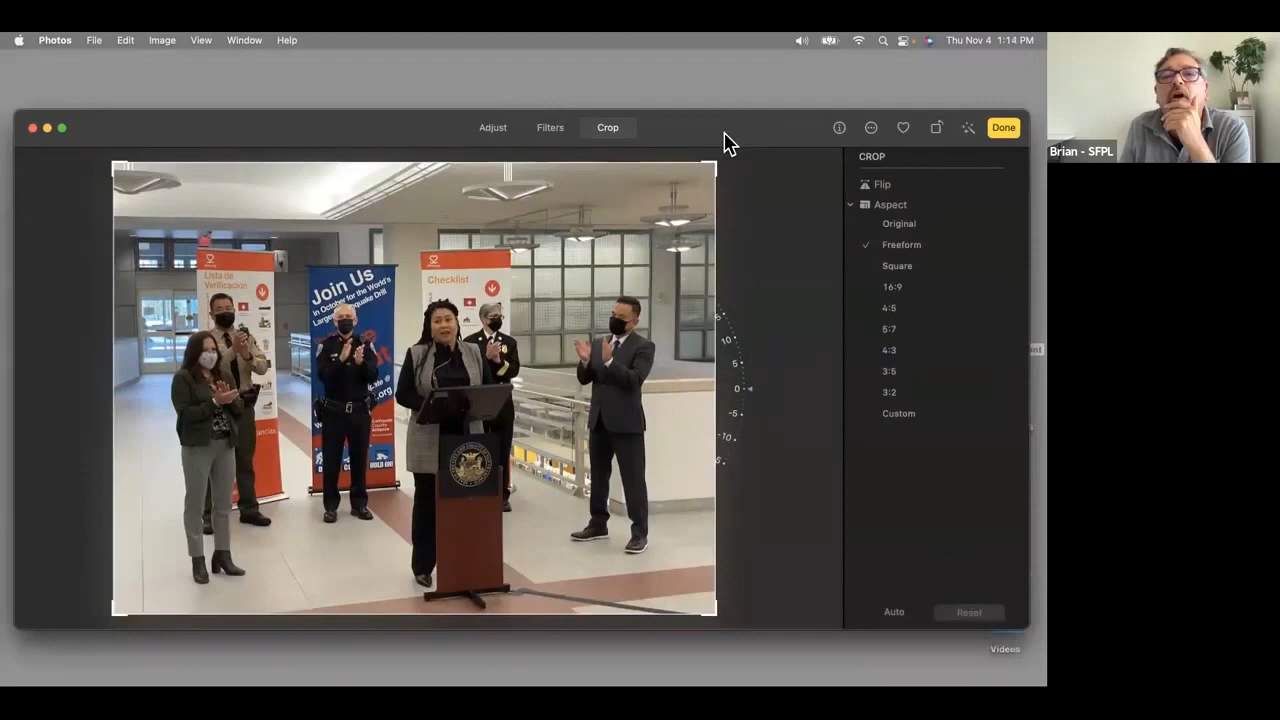 Photos File Edit Image View Window Help Thu Nov 4 1:14 PM
Adjust Filters Crop Done
CROP
Flip
Aspect
Original
Freeform
Square
16:9
4:5
5:7
4:3
3:5
3:2
Custom
Auto Reset
Videos
Brian - SFPL
Lista de
Verificación
Join Us
in October for the World's
Largest Earthquake Drill
Checklist
.org
HOLD ON!
10
5
0
-5
-10